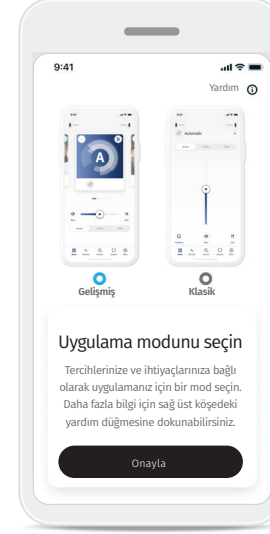 9:41
Yardım
Automatic
A
Gelişmiş
Klasik
Uygulama modunu seçin
Tercihlerinize ve ihtiyaçlarınıza bağlı
olarak uygulamanız için bir mod seçin.
Daha fazla bilgi için sağ üst köşedeki
yardım düğmesine dokunabilirsiniz.
Onayla